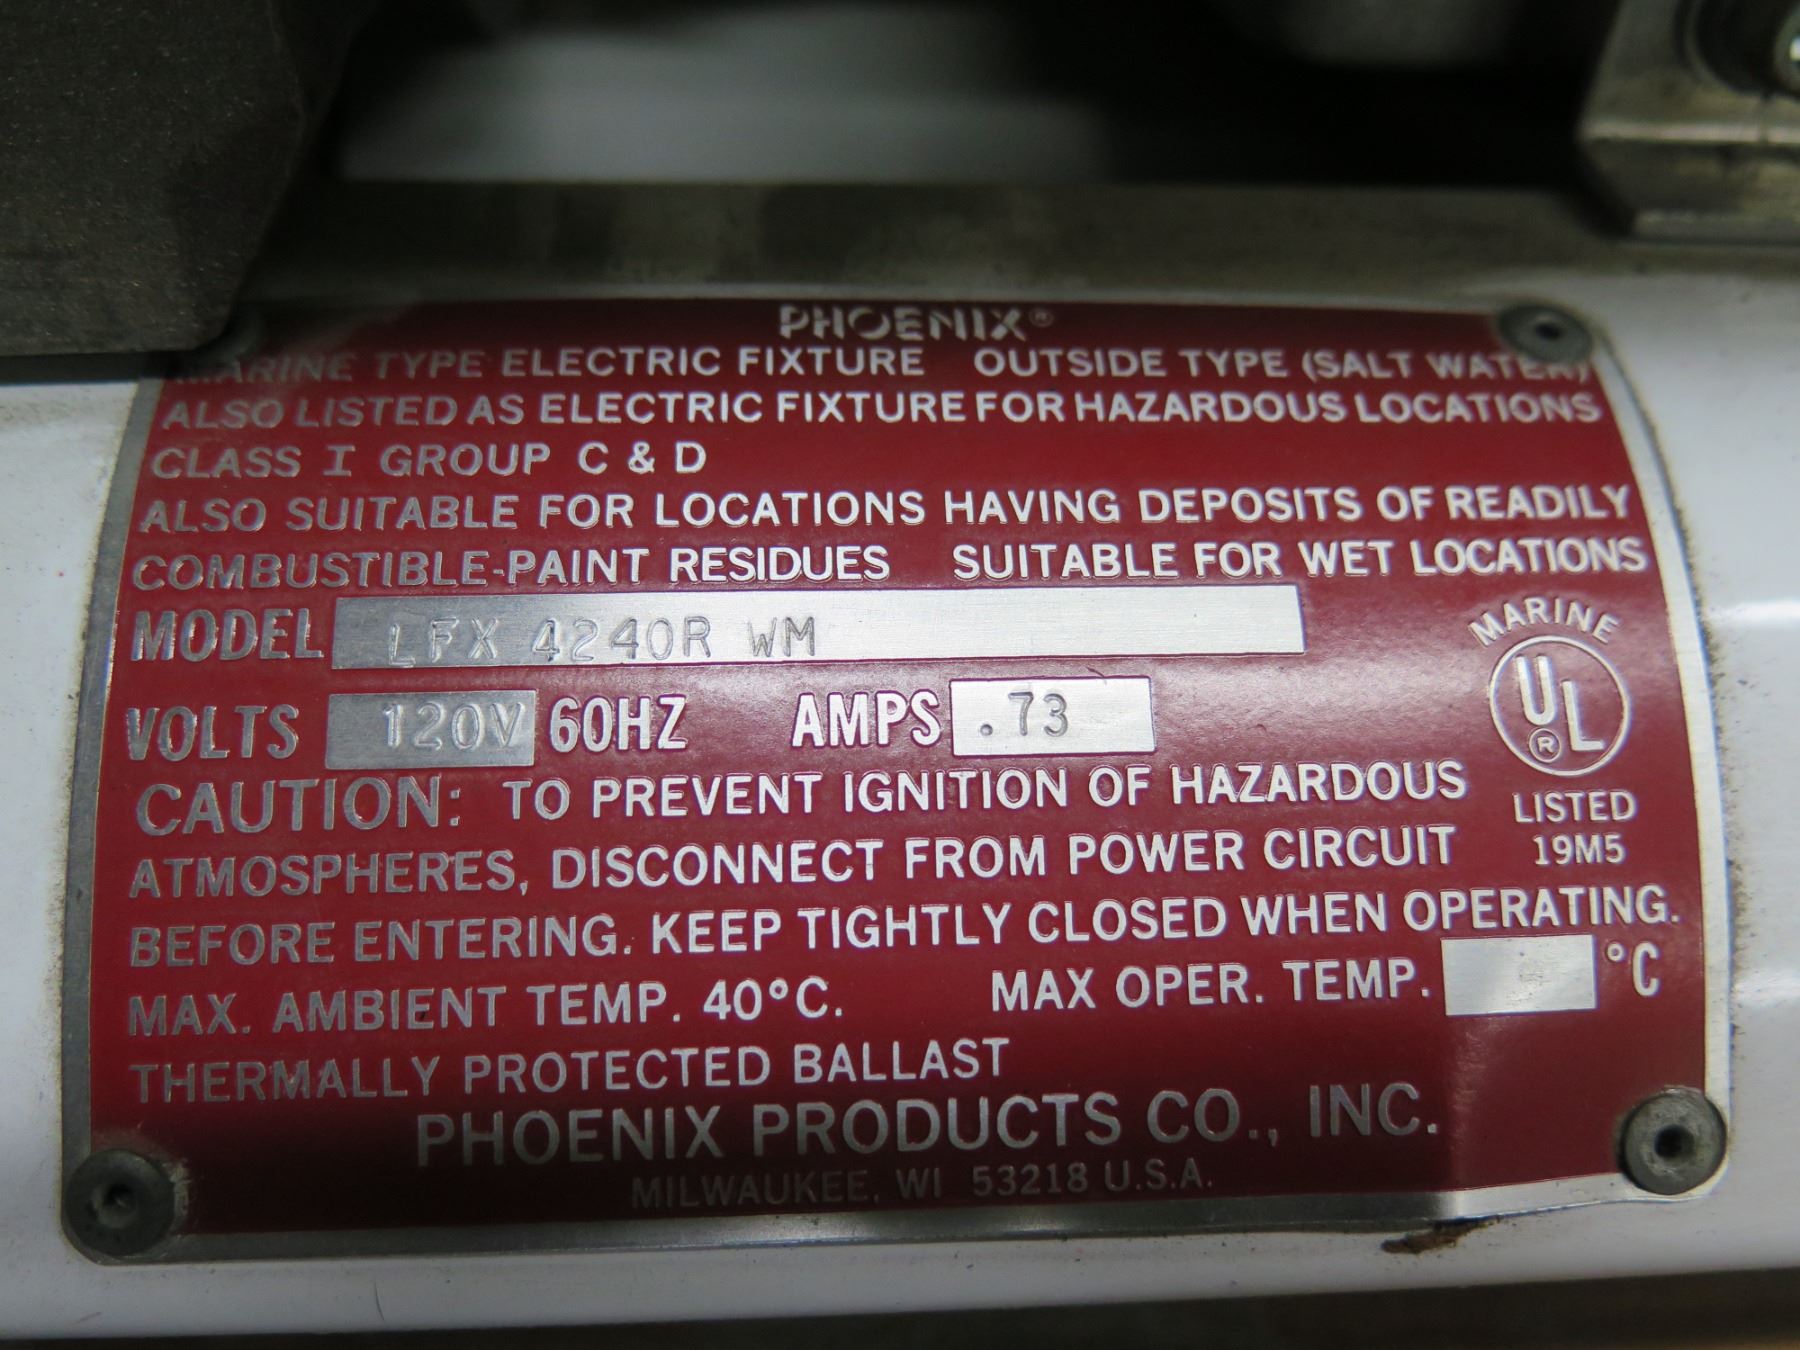 PHOENIX®
MARINE TYPE ELECTRIC FIXTURE OUTSIDE TYPE (SALT WATER)
ALSO LISTED AS ELECTRIC FIXTURE FOR HAZARDOUS LOCATIONS
CLASS I GROUP C & D
ALSO SUITABLE FOR LOCATIONS HAVING DEPOSITS OF READILY
COMBUSTIBLE-PAINT RESIDUES SUITABLE FOR WET LOCATIONS
MODEL LFX 4240R WM
VOLTS 120V 60HZ AMPS .73
MARINE
UL
®
LISTED
19M5
CAUTION: TO PREVENT IGNITION OF HAZARDOUS
ATMOSPHERES, DISCONNECT FROM POWER CIRCUIT
BEFORE ENTERING. KEEP TIGHTLY CLOSED WHEN OPERATING.
MAX. AMBIENT TEMP. 40°C. MAX OPER. TEMP. °C
THERMALLY PROTECTED BALLAST
PHOENIX PRODUCTS CO., INC.
MILWAUKEE, WI 53218 U.S.A.